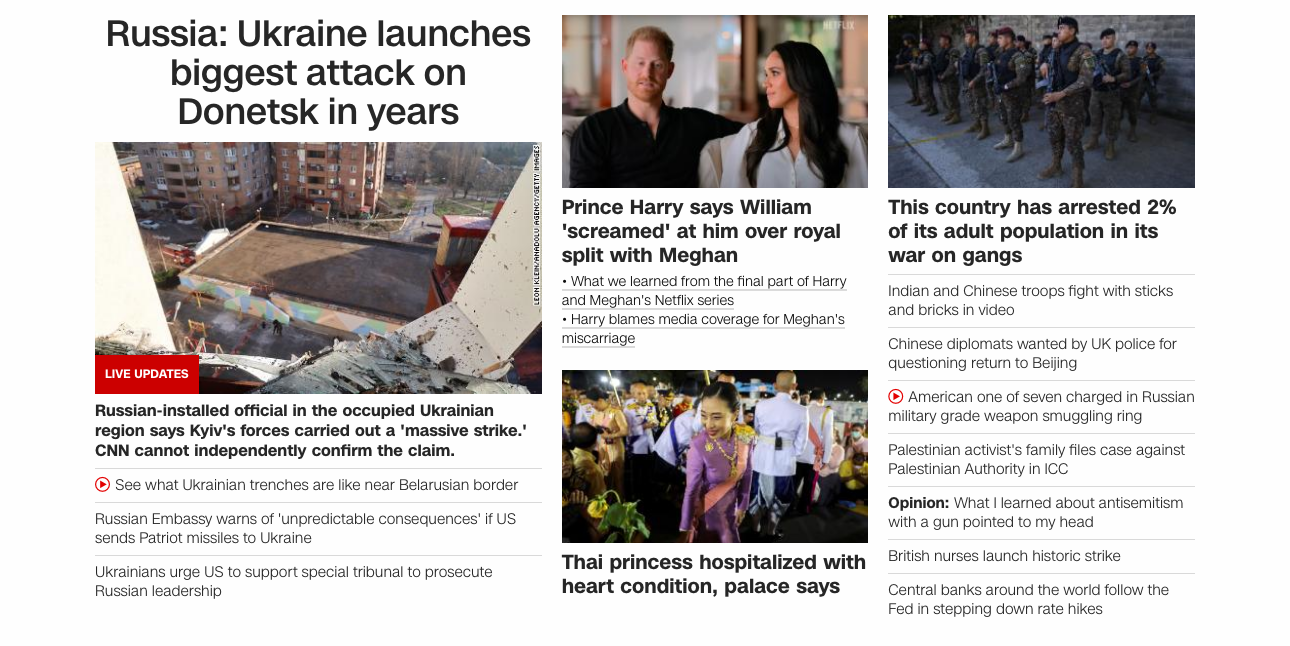 Russia: Ukraine launches
biggest attack on
Donetsk in years
LEON KLEIN/ANADOLU AGENCY/GETTY IMAGES
LIVE UPDATES
Russian-installed official in the occupied Ukrainian
region says Kyiv's forces carried out a 'massive strike.'
CNN cannot independently confirm the claim.
See what Ukrainian trenches are like near Belarusian border
Russian Embassy warns of 'unpredictable consequences' if US
sends Patriot missiles to Ukraine
Ukrainians urge US to support special tribunal to prosecute
Russian leadership
NETFLIX
Prince Harry says William
'screamed' at him over royal
split with Meghan
• What we learned from the final part of Harry
and Meghan's Netflix series
• Harry blames media coverage for Meghan's
miscarriage
Thai princess hospitalized with
heart condition, palace says
This country has arrested 2%
of its adult population in its
war on gangs
Indian and Chinese troops fight with sticks
and bricks in video
Chinese diplomats wanted by UK police for
questioning return to Beijing
American one of seven charged in Russian
military grade weapon smuggling ring
Palestinian activist's family files case against
Palestinian Authority in ICC
Opinion: What I learned about antisemitism
with a gun pointed to my head
British nurses launch historic strike
Central banks around the world follow the
Fed in stepping down rate hikes